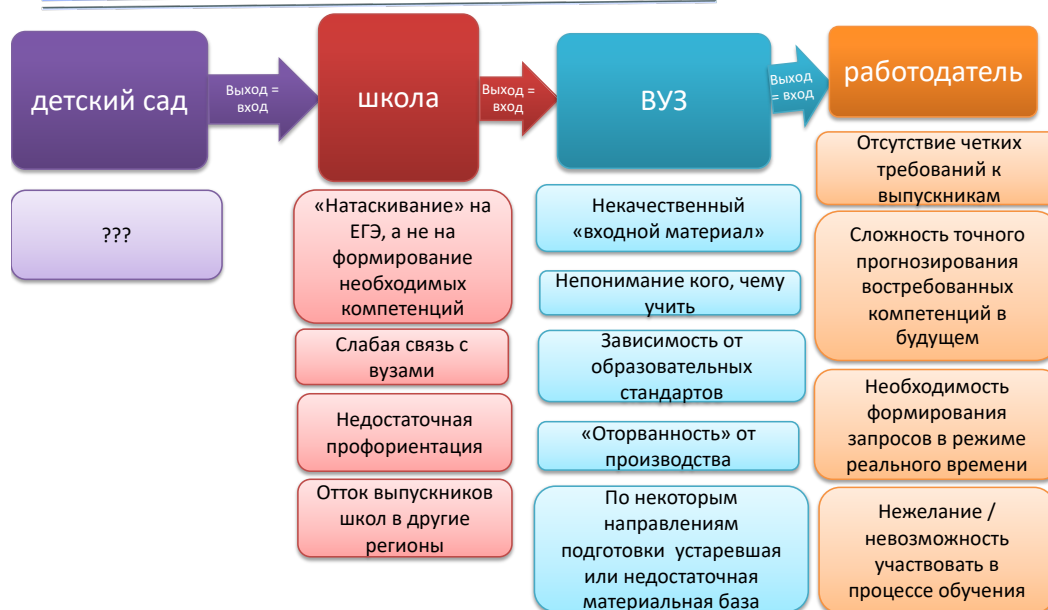 детский сад
Выход =
вход
школа
Выход =
вход
ВУЗ
Выход
= вход
работодатель
???
«Натаскивание» на
ЕГЭ, а не на
формирование
необходимых
компетенций
Слабая связь с
вузами
Недостаточная
профориентация
Отток выпускников
школ в другие
регионы
Некачественный
«входной материал»
Непонимание кого, чему
учить
Зависимость от
образовательных
стандартов
«Оторванность» от
производства
По некоторым
направлениям
подготовки устаревшая
или недостаточная
материальная база
Отсутствие четких
требований к
выпускникам
Сложность точного
прогнозирования
востребованных
компетенций в
будущем
Необходимость
формирования
запросов в режиме
реального времени
Нежелание /
невозможность
участвовать в
процессе обучения